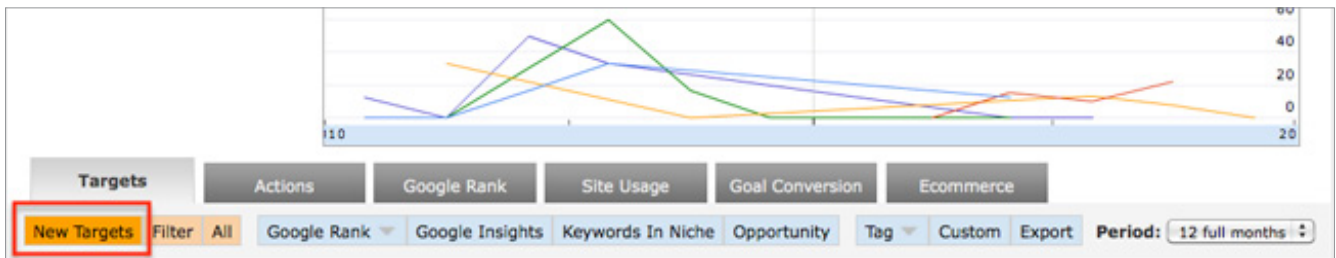 60
40
20
0
10 20
Targets Actions Google Rank Site Usage Goal Conversion Ecommerce
New Targets Filter All Google Rank Google Insights Keywords In Niche Opportunity Tag Custom Export Period: 12 full months